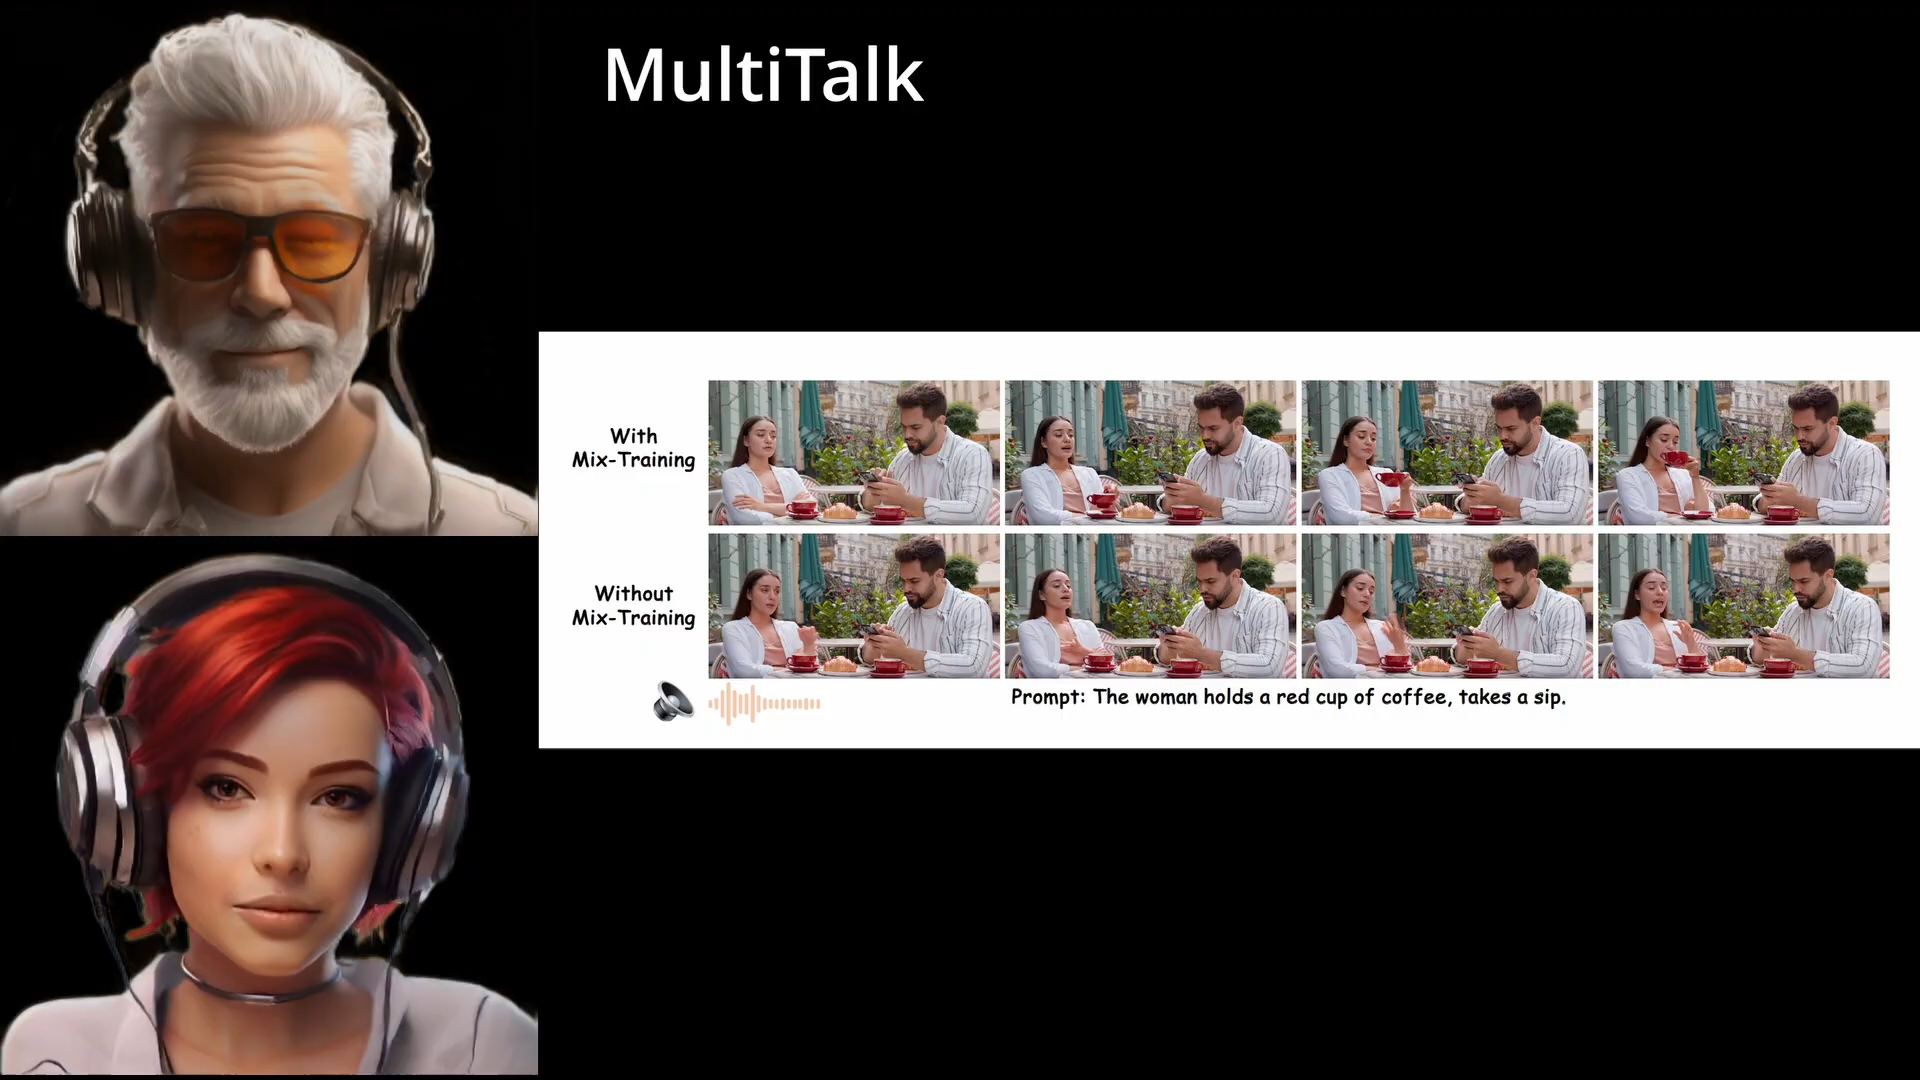 MultiTalk
With
Mix-Training
Without
Mix-Training
Prompt: The woman holds a red cup of coffee, takes a sip.